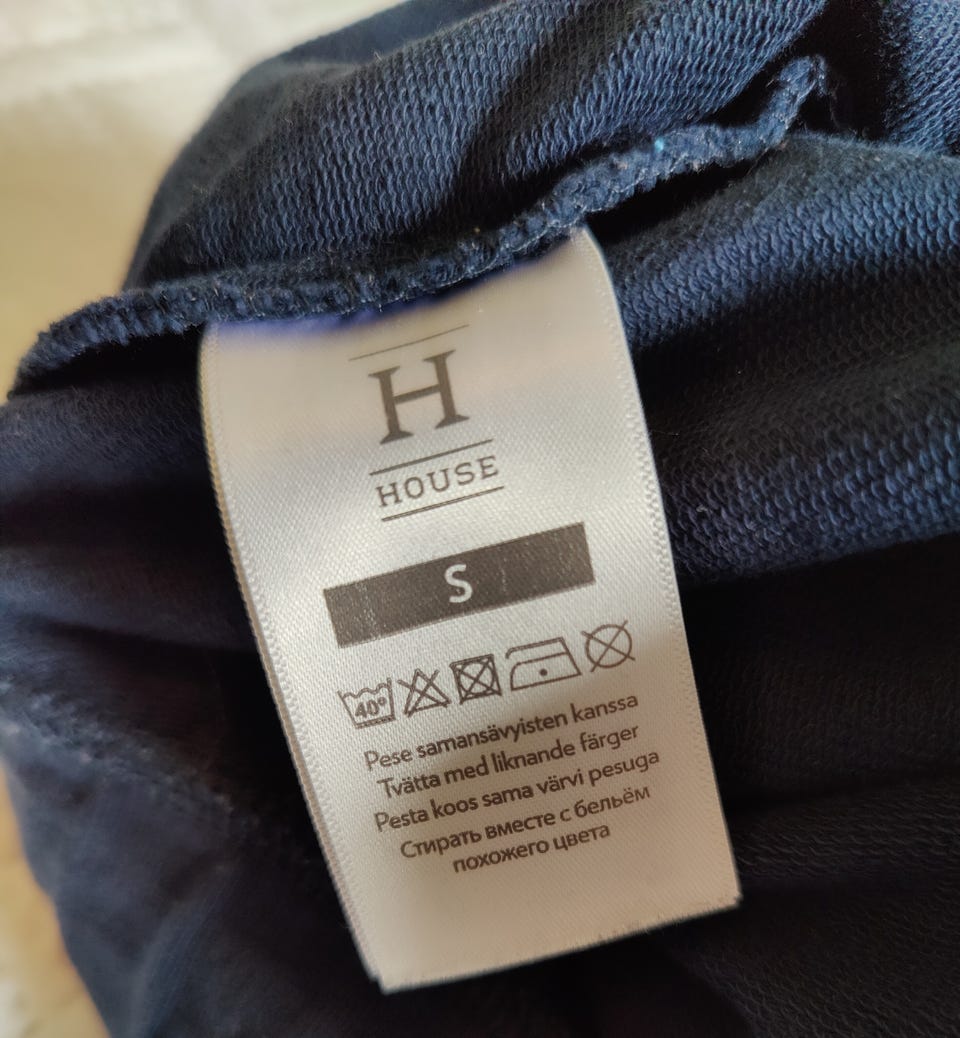 H
HOUSE
S
40°
Pese samansävyisten kanssa
Tvätta med liknande färger
Pesta koos sama värvi pesuga
Стирать вместе с бельём
похожего цвета